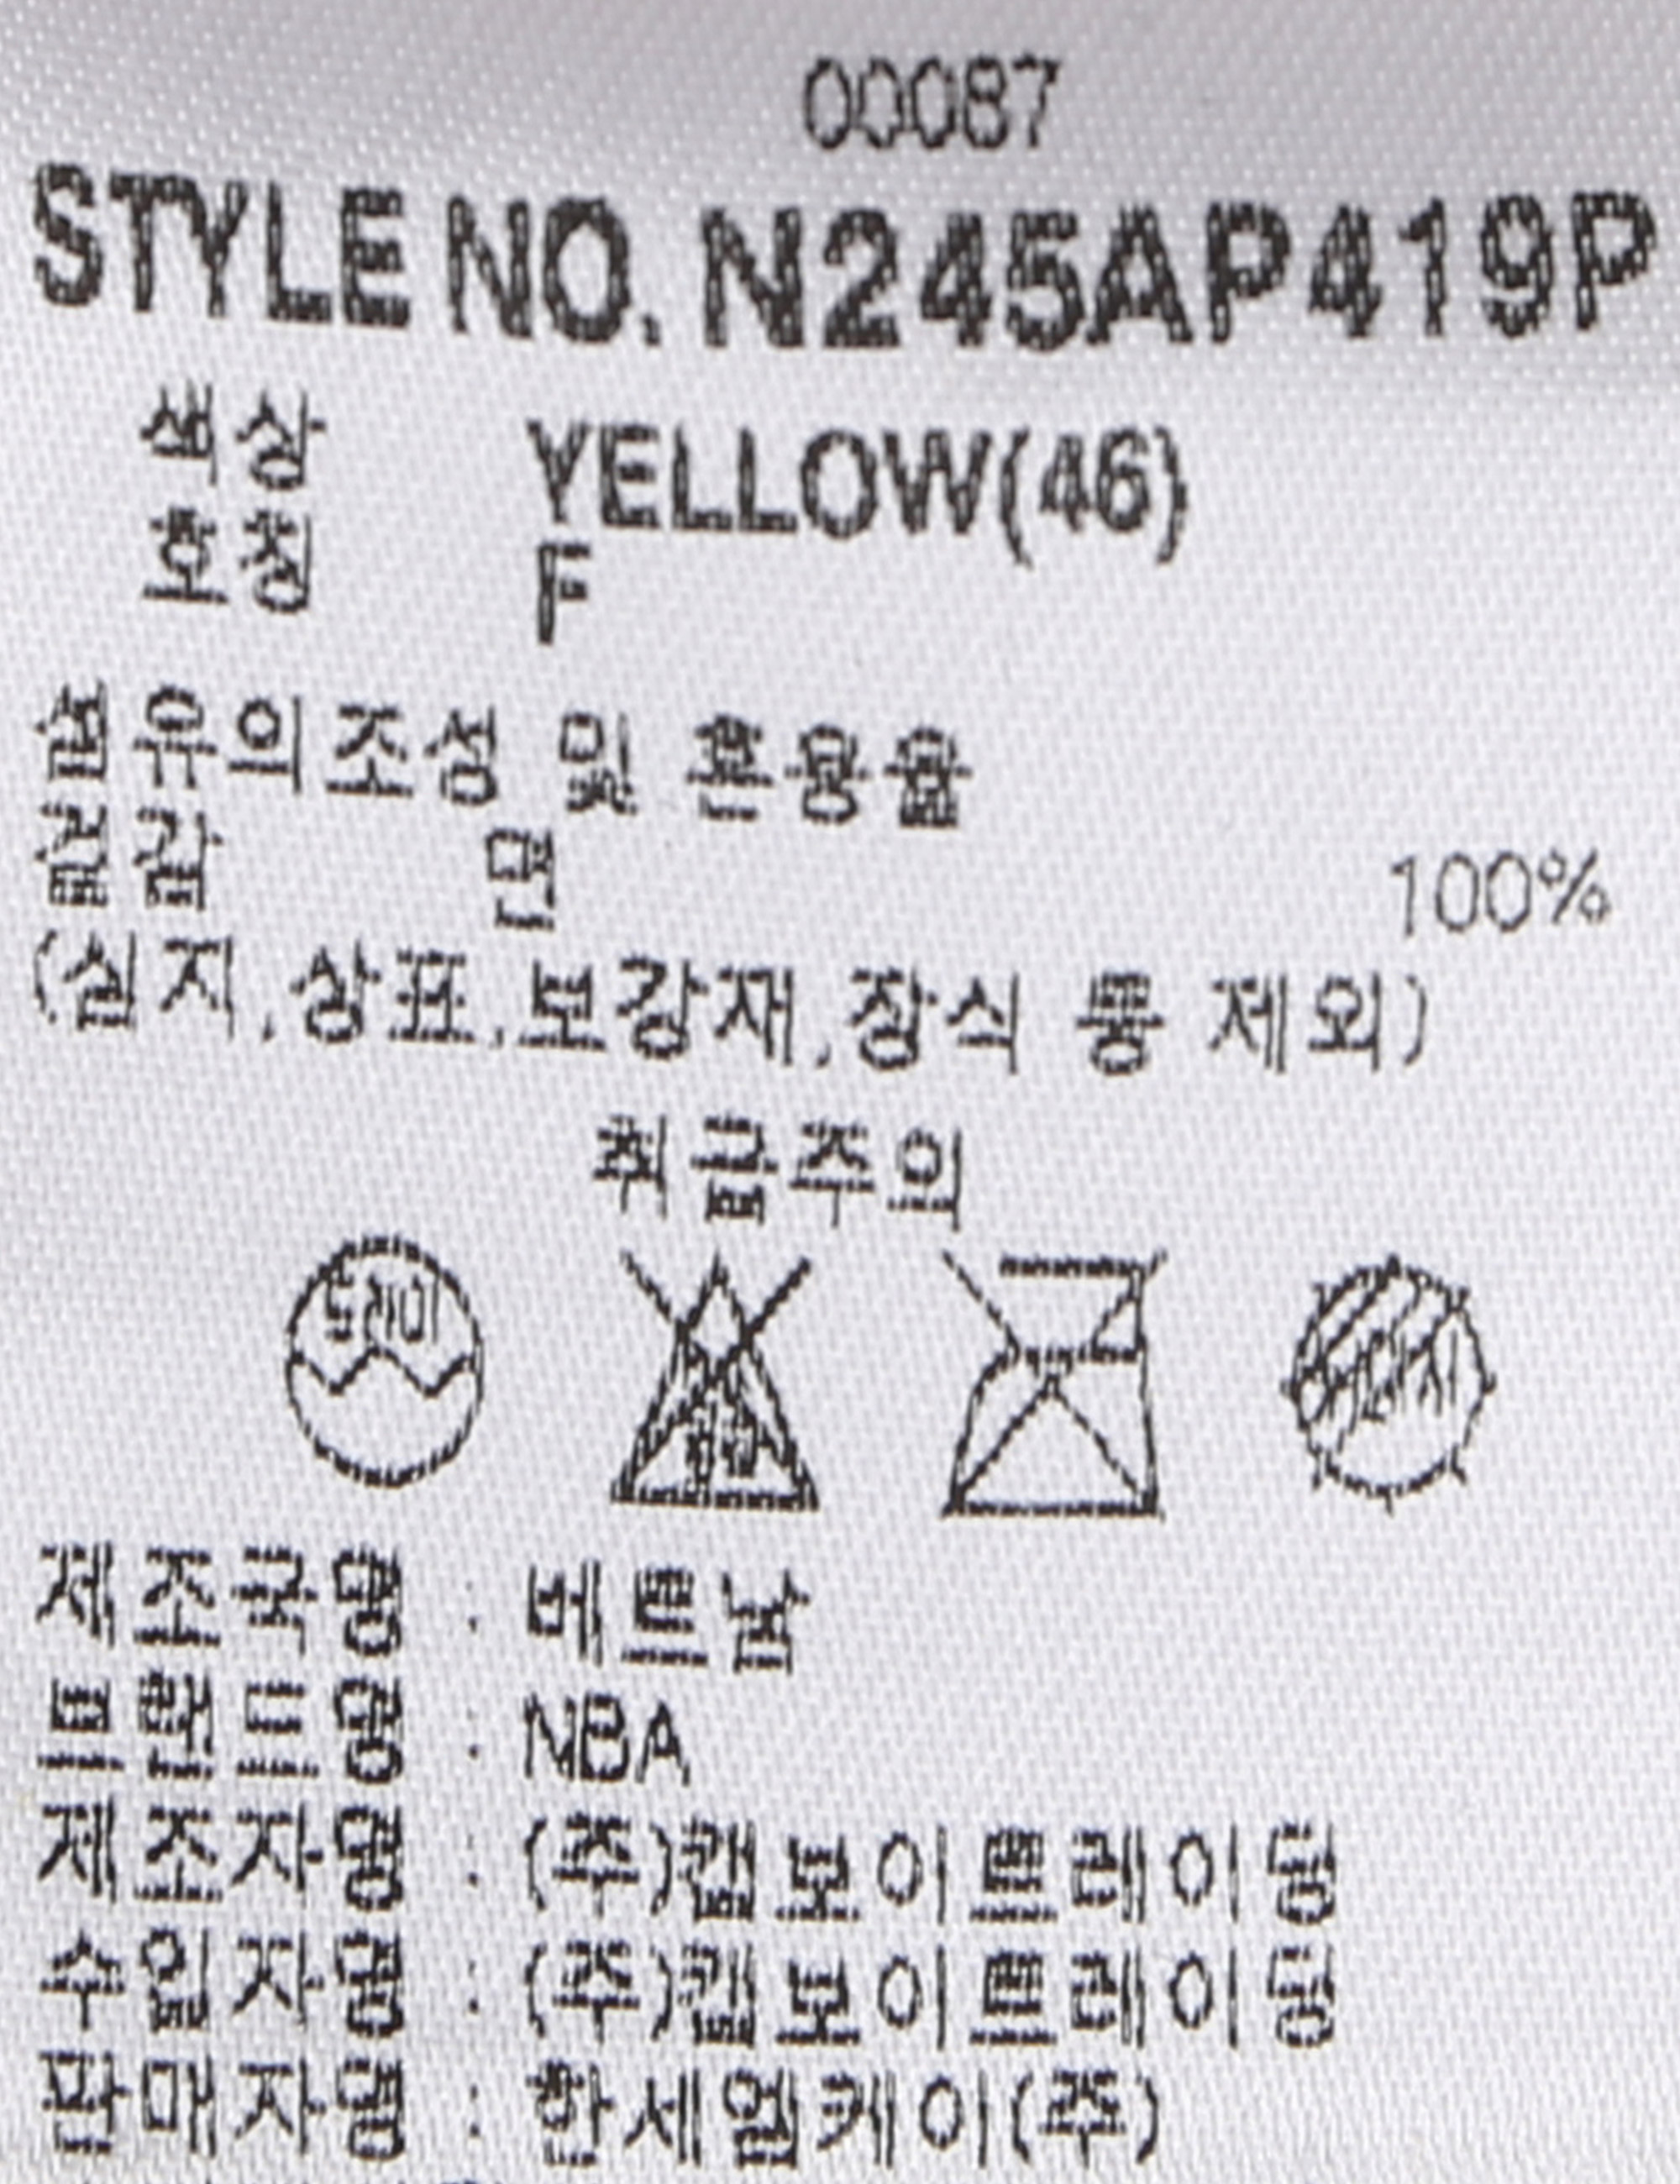 00087
STYLE NO. N245AP419P
색상 YELLOW(46)
호칭 F
섬유의조성 및 혼용율
겉감 면 100%
(심지,상표,보강재,장식 등 제외)
취급주의
드라이
제조국명 : 베트남
브랜드명 : NBA
제조자명 : (주)캡보이트레이딩
수입자명 : (주)캡보이트레이딩
판매자명 : 한세엠케이(주)